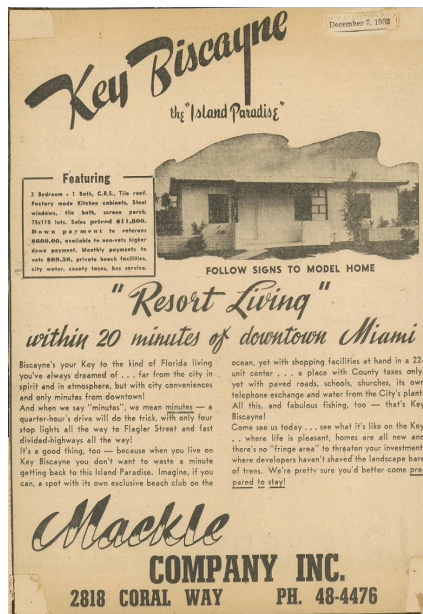 December 7, 1952
Key Biscayne
the "Island Paradise"
Featuring
3 Bedroom - 1 Bath, C.B.S., Tile roof.
Factory made Kitchen cabinets, Steel
windows, tile bath, screen porch,
75x110 lots. Sales priced $11,800.
Down payment to veterans
$600.00, available to non-vets higher
down payment. Monthly payments to
vets $69.50, private beach facilities,
city water, county taxes, bus service.
FOLLOW SIGNS TO MODEL HOME
"Resort Living"
within 20 minutes of downtown Miami
Biscayne's your Key to the kind of Florida living
you've always dreamed of . . . far from the city in
spirit and in atmosphere, but with city conveniences
and only minutes from downtown!
And when we say "minutes", we mean minutes — a
quarter-hour's drive will do the trick, with only four
stop lights all the way to Flagler Street and fast
divided-highways all the way!
It's a good thing, too — because when you live on
Key Biscayne you don't want to waste a minute
getting back to this Island Paradise. Imagine, if you
can, a spot with its own exclusive beach club on the
ocean, yet with shopping facilities at hand in a 22-
unit center . . . a place with County taxes only
yet with paved roads, schools, churches, its own
telephone exchange and water from the City's plant.
All this, and fabulous fishing, too — that's Key
Biscayne!
Come see us today . . . see what it's like on the Key
. . where life is pleasant, homes are all new and
there's no "fringe area" to threaten your investment,
where developers haven't shaved the landscape bare
of trees. We're pretty sure you'd better come pre-
pared to stay!
Mackle
COMPANY INC.
2818 CORAL WAY PH. 48-4476